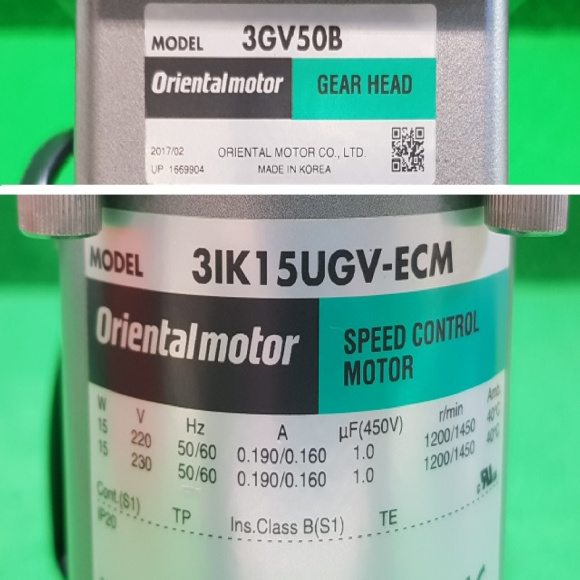 MODEL 3GV50B
Orientalmotor GEAR HEAD
2017/02 ORIENTAL MOTOR CO., LTD.
UP 1669904 MADE IN KOREA
MODEL 3IK15UGV-ECM
Orientalmotor SPEED CONTROL
MOTOR
W V Hz A µF(450V) r/min Amb.
15 220 50/60 0.190/0.160 1.0 1200/1450 40°C
15 230 50/60 0.190/0.160 1.0 1200/1450 40°C
Cont.(S1)
IP20 TP Ins.Class B(S1) TE